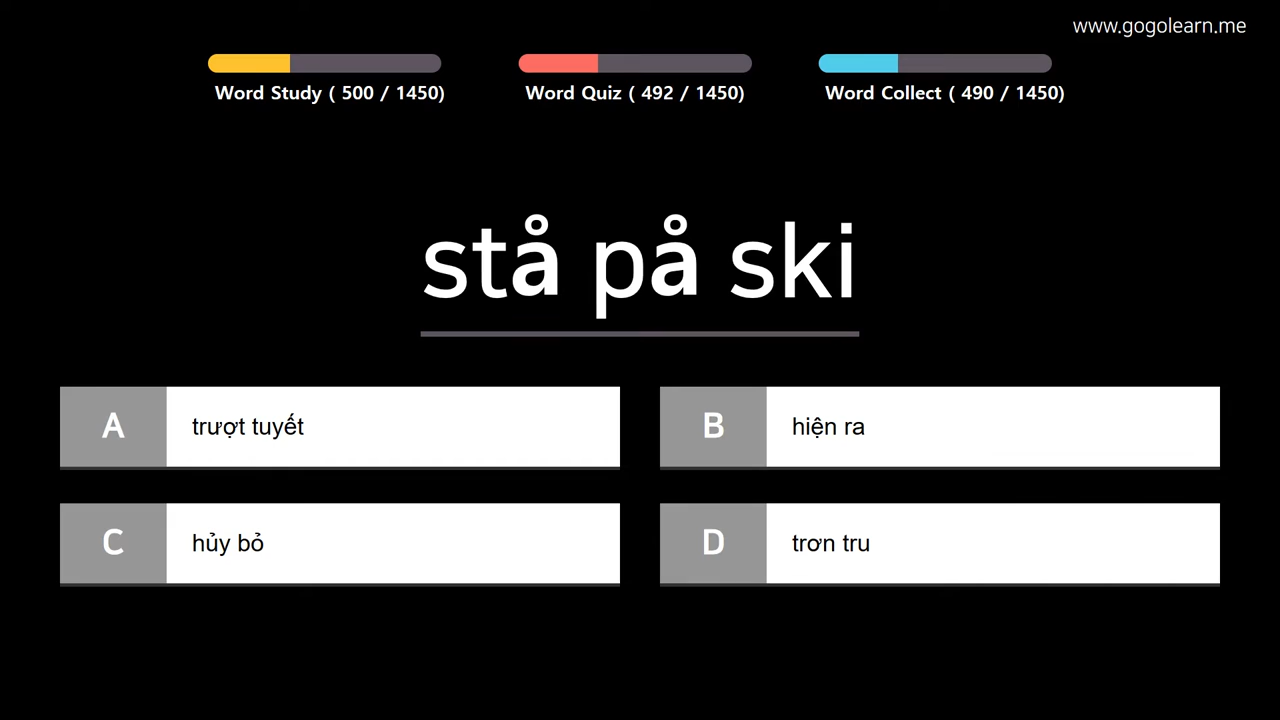 www.gogolearn.me
Word Study ( 500 / 1450)
Word Quiz ( 492 / 1450)
Word Collect ( 490 / 1450)
stå på ski
A trượt tuyết
B hiện ra
C hủy bỏ
D trơn tru